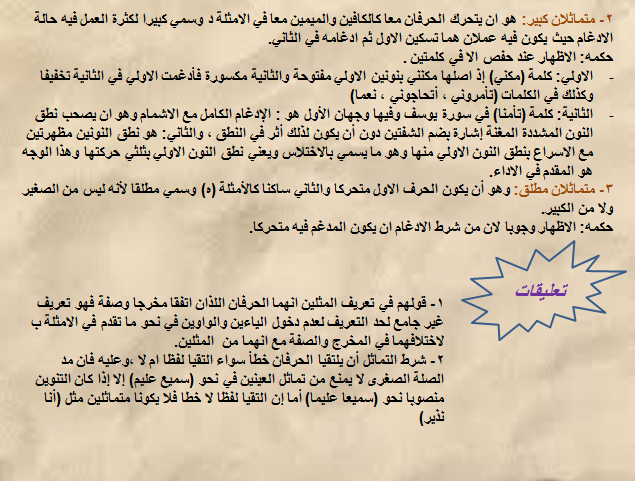 ٢- متماثلان كبير: هو ان يتحرك الحرفان معا كالكافين والميمين معا في الامثلة د وسمي كبيرا لكثرة العمل فيه حالة
الادغام حيث يكون فيه عملان هما تسكين الاول ثم ادغامه في الثاني.
حكمه: الاظهار عند حفص الا في كلمتين .
- الاولي: كلمة (مكني) إذ اصلها مكنني بنونين الاولي مفتوحة والثانية مكسورة فأدغمت الاولي في الثانية تخفيفا
وكذلك في الكلمات (تأمروني ، أتحاجوني ، نعما)
- الثانية: كلمة (تأمنا) في سورة يوسف وفيها وجهان الأول هو : الإدغام الكامل مع الاشمام وهو ان يصحب نطق
النون المشددة المغنة إشارة بضم الشفتين دون أن يكون لذلك أثر في النطق ، والثاني: هو نطق النونين مظهرتين
مع الاسراع بنطق النون الاولي منها وهو ما يسمي بالاختلاس ويعني نطق النون الاولي بثلثي حركتها وهذا الوجه
هو المقدم في الاداء.
٣- متماثلان مطلق: وهو أن يكون الحرف الاول متحركا والثاني ساكنا كالأمثلة (ه) وسمي مطلقا لأنه ليس من الصغير
ولا من الكبير.
حكمه: الاظهار وجوبا لان من شرط الادغام ان يكون المدغم فيه متحركا.
تعليقات
١- قولهم في تعريف المثلين انهما الحرفان اللذان اتفقا مخرجا وصفة فهو تعريف
غير جامع لحد التعريف لعدم دخول الياءين والواوين في نحو ما تقدم في الامثلة ب
لاختلافهما في المخرج والصفة مع انهما من المثلين.
٢- شرط التماثل أن يلتقيا الحرفان خطأ سواء التقيا لفظا ام لا ،وعليه فان مد
الصلة الصغرى لا يمنع من تماثل العينين في نحو (سميع عليم) إلا إذا كان التنوين
منصوبا نحو (سميعا عليما) أما إن التقيا لفظا لا خطا فلا يكونا متماثلين مثل (أنا
نذير)